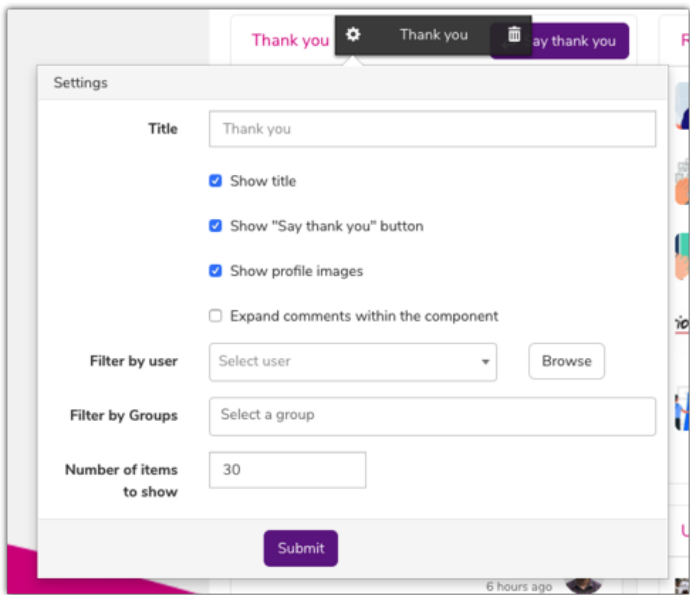 Thank you
Thank you
ay thank you
Settings
Title
Thank you
Show title
Show "Say thank you" button
Show profile images
Expand comments within the component
Filter by user
Select user
Browse
Filter by Groups
Select a group
Number of items
to show
30
Submit
6 hours ago